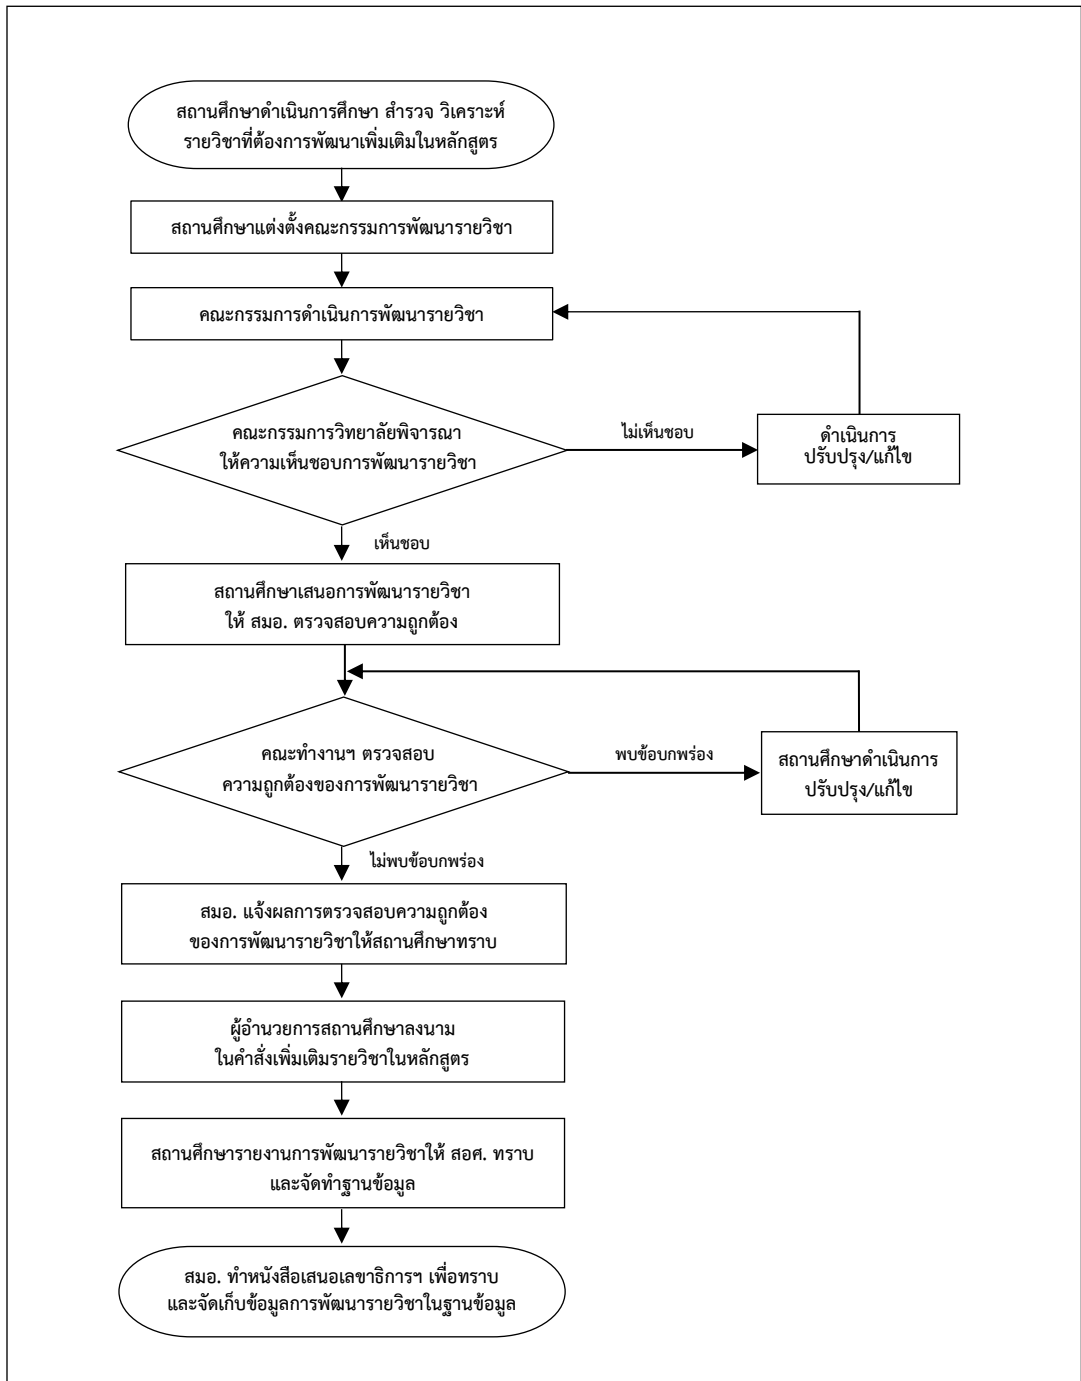 สถานศึกษาดำเนินการศึกษา สำรวจ วิเคราะห์
รายวิชาที่ต้องการพัฒนาเพิ่มเติมในหลักสูตร
สถานศึกษาแต่งตั้งคณะกรรมการพัฒนารายวิชา
คณะกรรมการดำเนินการพัฒนารายวิชา
คณะกรรมการวิทยาลัยพิจารณา
ให้ความเห็นชอบการพัฒนารายวิชา
ไม่เห็นชอบ
ดำเนินการ
ปรับปรุง/แก้ไข
เห็นชอบ
สถานศึกษาเสนอการพัฒนารายวิชา
ให้ สมอ. ตรวจสอบความถูกต้อง
คณะทำงานฯ ตรวจสอบ
ความถูกต้องของการพัฒนารายวิชา
พบข้อบกพร่อง
สถานศึกษาดำเนินการ
ปรับปรุง/แก้ไข
ไม่พบข้อบกพร่อง
สมอ. แจ้งผลการตรวจสอบความถูกต้อง
ของการพัฒนารายวิชาให้สถานศึกษาทราบ
ผู้อำนวยการสถานศึกษาลงนาม
ในคำสั่งเพิ่มเติมรายวิชาในหลักสูตร
สถานศึกษารายงานการพัฒนารายวิชาให้ สอศ. ทราบ
และจัดทำฐานข้อมูล
สมอ. ทำหนังสือเสนอเลขาธิการฯ เพื่อทราบ
และจัดเก็บข้อมูลการพัฒนารายวิชาในฐานข้อมูล